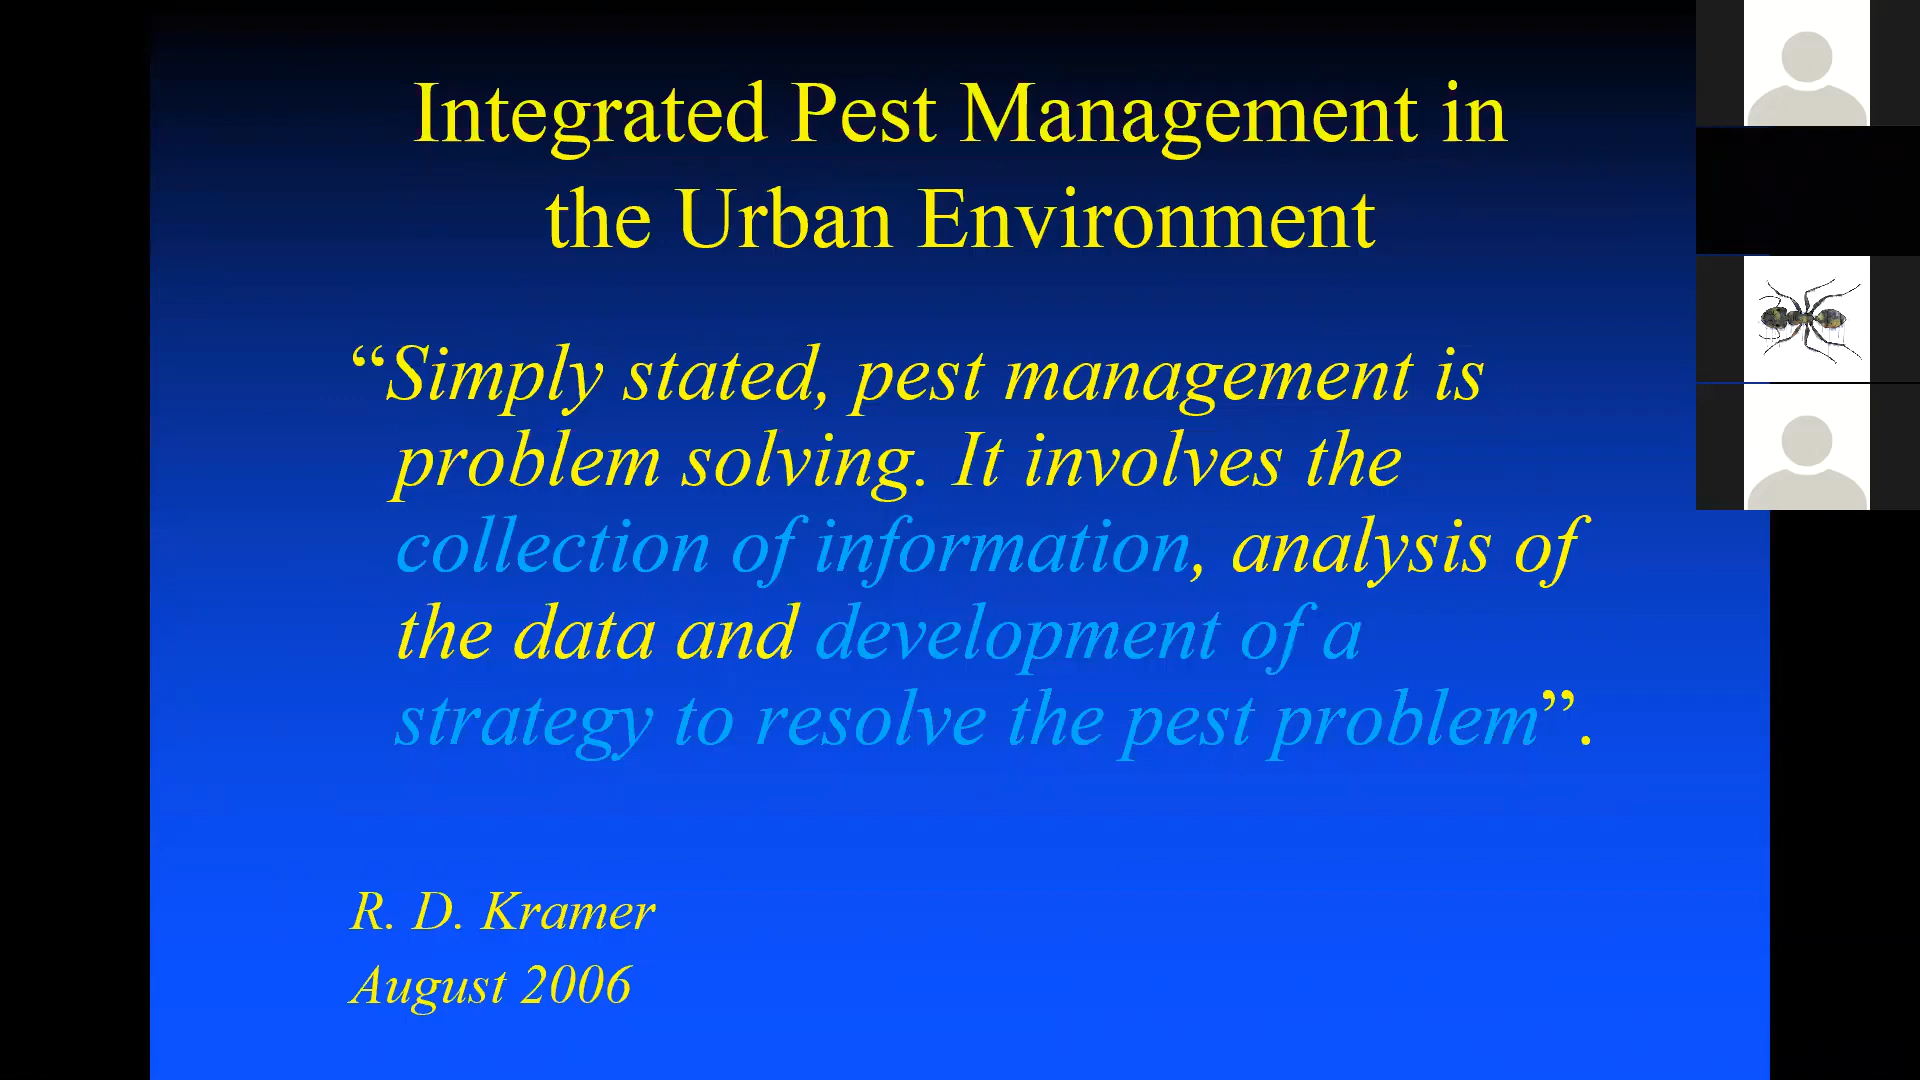 Integrated Pest Management in
the Urban Environment
“Simply stated, pest management is
problem solving. It involves the
collection of information, analysis of
the data and development of a
strategy to resolve the pest problem”.
R. D. Kramer
August 2006